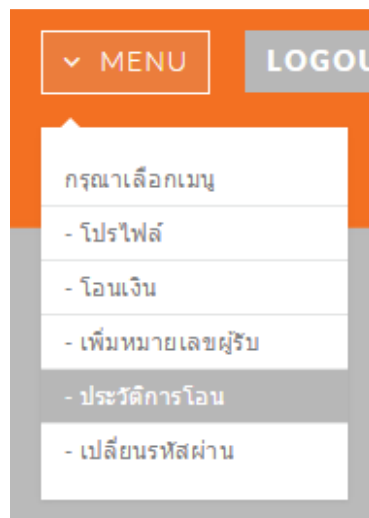 MENU
LOGOU
กรุณาเลือกเมนู
- โปรไฟล์
- โอนเงิน
- เพิ่มหมายเลขผู้รับ
- ประวัติการโอน
- เปลี่ยนรหัสผ่าน